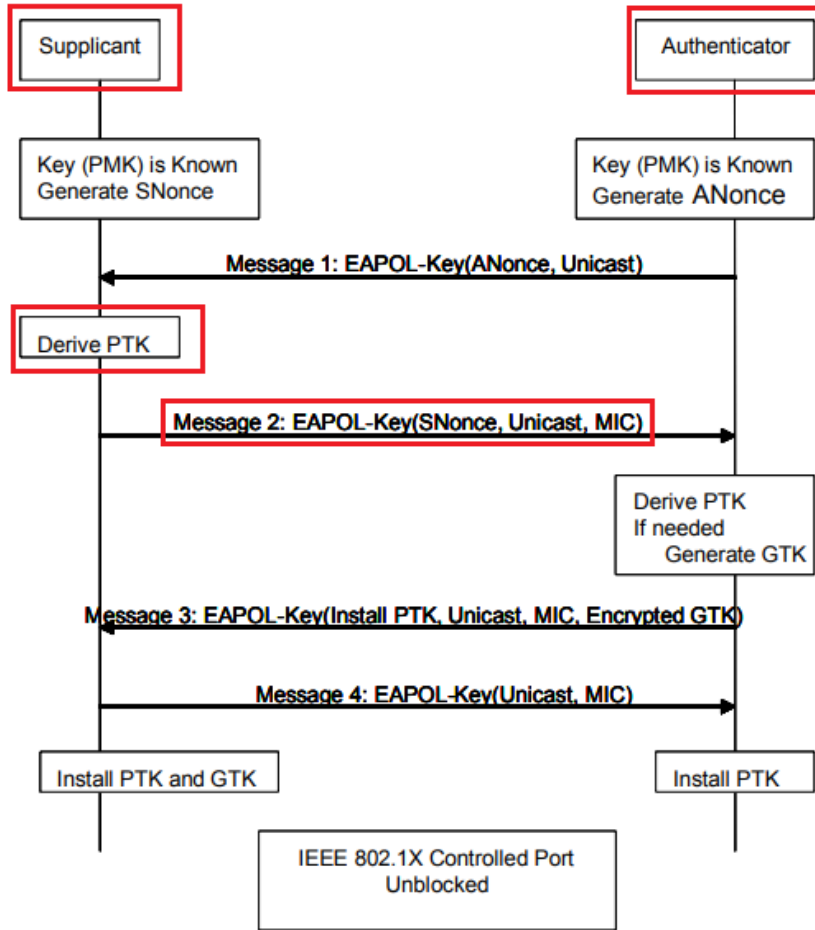 Supplicant
Authenticator
Key (PMK) is Known
Generate SNonce
Key (PMK) is Known
Generate ANonce
Message 1: EAPOL-Key(ANonce, Unicast)
Derive PTK
Message 2: EAPOL-Key(SNonce, Unicast, MIC)
Derive PTK
If needed
Generate GTK
Message 3: EAPOL-Key(Install PTK, Unicast, MIC, Encrypted GTK)
Message 4: EAPOL-Key(Unicast, MIC)
Install PTK and GTK
Install PTK
IEEE 802.1X Controlled Port
Unblocked